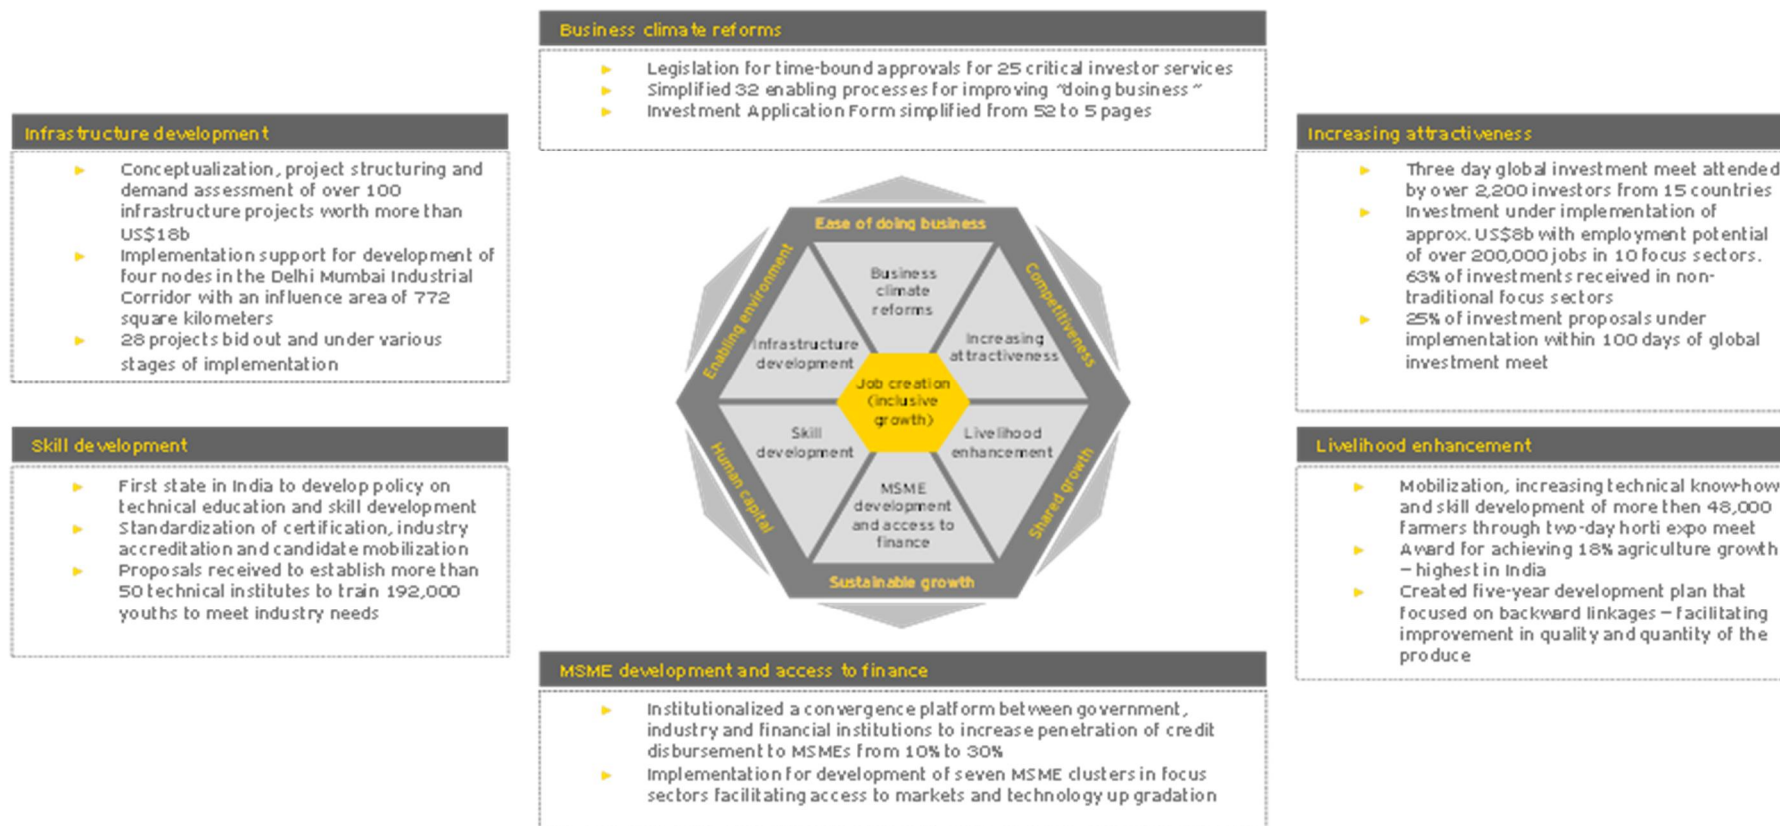 Business climate reforms
► Legislation for time-bound approvals for 25 critical investor services
► Simplified 32 enabling processes for improving “doing business “
► Investment Application Form simplified from 52 to 5 pages
Infrastructure development
► Conceptualization, project structuring and
demand assessment of over 100
infrastructure projects worth more than
US$18b
► Implementation support for development of
four nodes in the Delhi Mumbai Industrial
Corridor with an influence area of 772
square kilometers
► 28 projects bid out and under various
stages of implementation
Increasing attractiveness
► Three day global investment meet attended
by over 2,200 investors from 15 countries
► Investment under implementation of
approx. US$8b with employment potential
of over 200,000 jobs in 10 focus sectors.
63% of investments received in non-
traditional focus sectors
► 25% of investment proposals under
implementation within 100 days of global
investment meet
Ease of doing business
Enabling environment
Competitiveness
Business
climate
reforms
Infrastructure
development
Increasing
attractiveness
Job creation
(inclusive
growth)
Skill
development
Livelihood
enhancement
MSME
development
and access to
finance
Human capital
Shared growth
Sustainable growth
Skill development
► First state in India to develop policy on
technical education and skill development
► Standardization of certification, industry
accreditation and candidate mobilization
► Proposals received to establish more than
50 technical institutes to train 192,000
youths to meet industry needs
Livelihood enhancement
► Mobilization, increasing technical know-how
and skill development of more then 48,000
farmers through two-day horti expo meet
► Award for achieving 18% agriculture growth
– highest in India
► Created five-year development plan that
focused on backward linkages – facilitating
improvement in quality and quantity of the
produce
MSME development and access to finance
► Institutionalized a convergence platform between government,
industry and financial institutions to increase penetration of credit
disbursement to MSMEs from 10% to 30%
► Implementation for development of seven MSME clusters in focus
sectors facilitating access to markets and technology up gradation